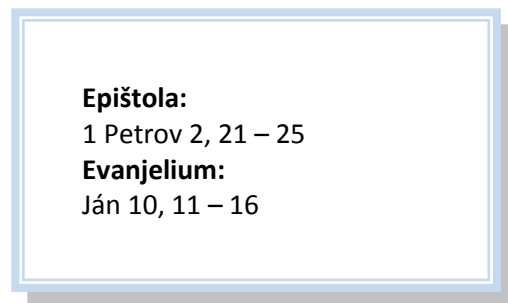 Epištola:
1 Petrov 2, 21 – 25
Evanjelium:
Ján 10, 11 – 16